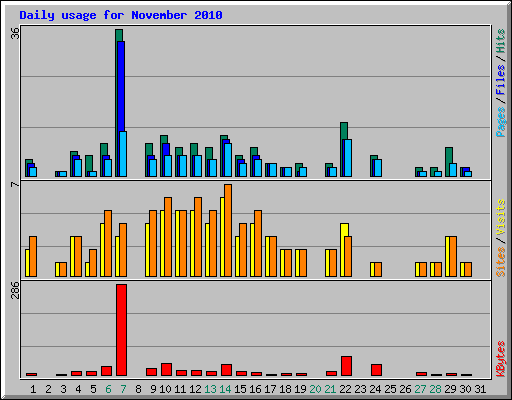 Daily usage for November 2010
36
Pages / Files / Hits
7
Sites / Visits
286
KBytes
1 2 3 4 5 6 7 8 9 10 11 12 13 14 15 16 17 18 19 20 21 22 23 24 25 26 27 28 29 30 31